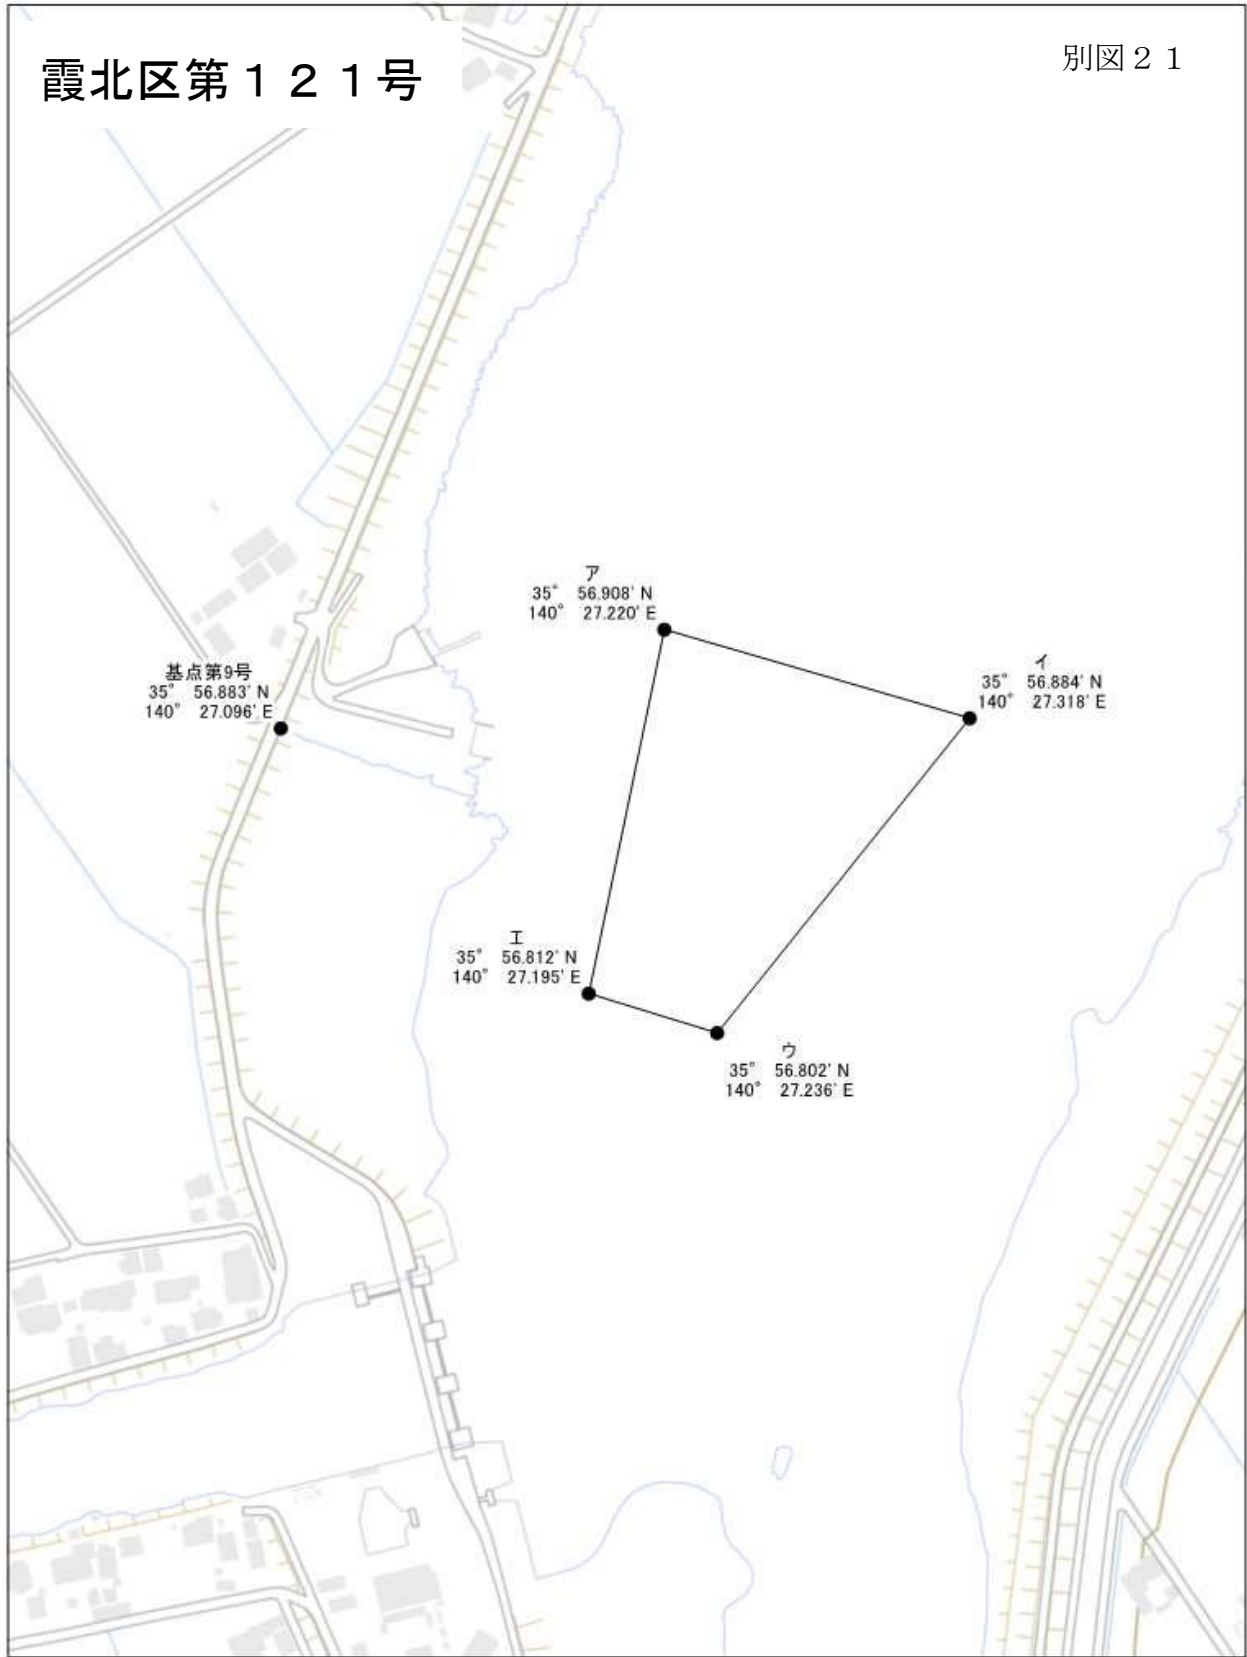 霞北区第１２１号
別図２１
ア
35° 56.908' N
140° 27.220' E
イ
35° 56.884' N
140° 27.318' E
基点第9号
35° 56.883' N
140° 27.096' E
エ
35° 56.812' N
140° 27.195' E
ウ
35° 56.802' N
140° 27.236' E